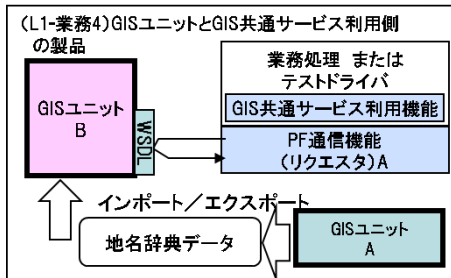 (L1-業務4)GISユニットとGIS共通サービス利用側
の製品
GISユニット
B
WSDL
業務処理 または
テストドライバ
GIS共通サービス利用機能
PF通信機能
(リクエスタ)A
インポート/エクスポート
地名辞典データ
GISユニット
A